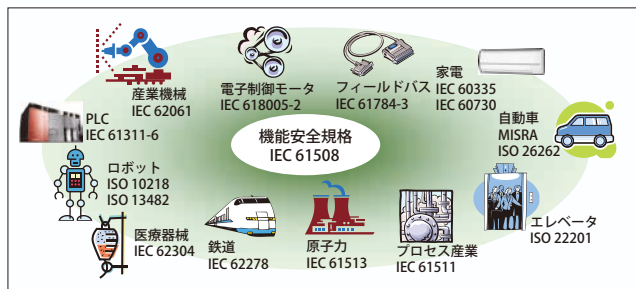 産業機械
IEC 62061
電子制御モータ
IEC 618005-2
フィールドバス
IEC 61784-3
家電
IEC 60335
IEC 60730
PLC
IEC 61311-6
機能安全規格
IEC 61508
自動車
MISRA
ISO 26262
ロボット
ISO 10218
ISO 13482
エレベータ
ISO 22201
医療器械
IEC 62304
鉄道
IEC 62278
原子力
IEC 61513
プロセス産業
IEC 61511